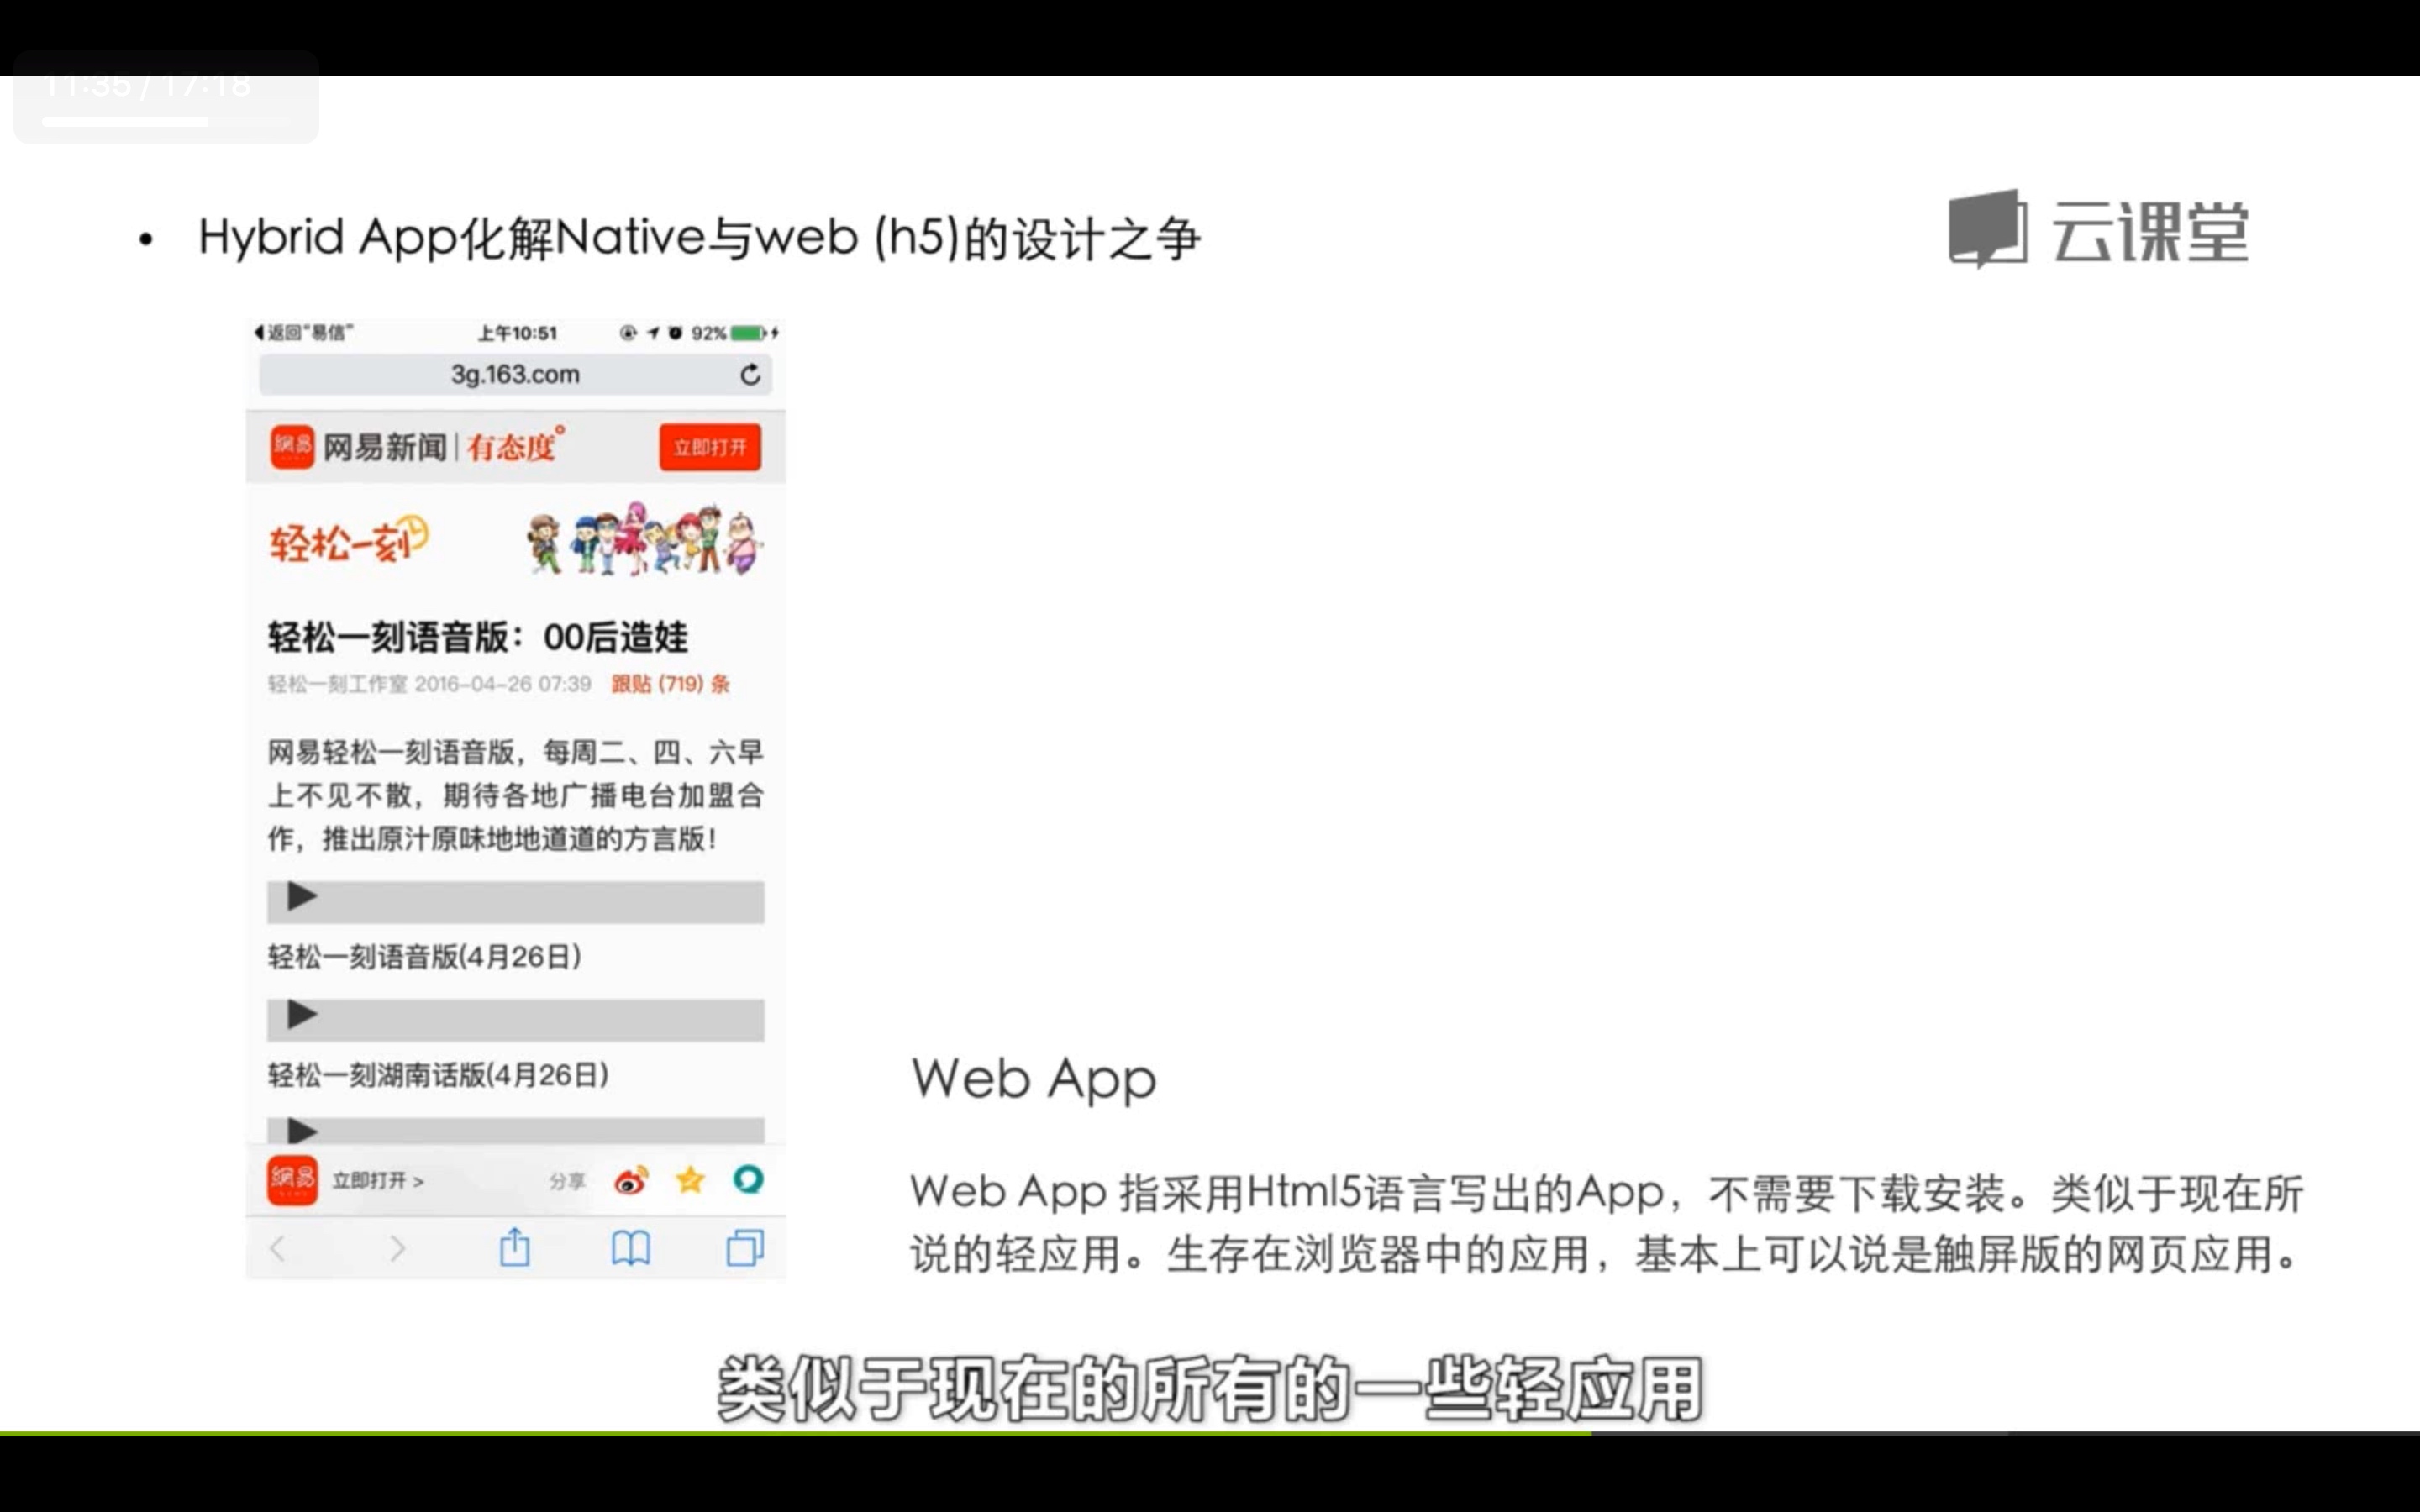 11:35 / 17:18
• Hybrid App化解Native与web (h5)的设计之争
云课堂
返回“易信”
上午10:51
92%
3g.163.com
網易 网易新闻 | 有态度°
立即打开
轻松一刻
轻松一刻语音版：00后造娃
轻松一刻工作室 2016-04-26 07:39 跟贴 (719) 条
网易轻松一刻语音版，每周二、四、六早
上不见不散，期待各地广播电台加盟合
作，推出原汁原味地地道道的方言版！
轻松一刻语音版(4月26日)
轻松一刻湖南话版(4月26日)
網易 立即打开 > 分享
Web App
Web App 指采用Html5语言写出的App，不需要下载安装。类似于现在所
说的轻应用。生存在浏览器中的应用，基本上可以说是触屏版的网页应用。
类似于现在的所有的一些轻应用